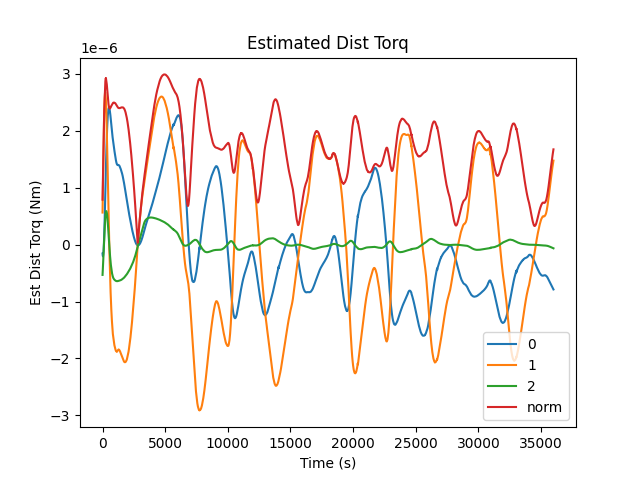 Estimated Dist Torq
1e−6
3
2
1
0
−1
−2
−3
Est Dist Torq (Nm)
0
1
2
norm
0 5000 10000 15000 20000 25000 30000 35000
Time (s)